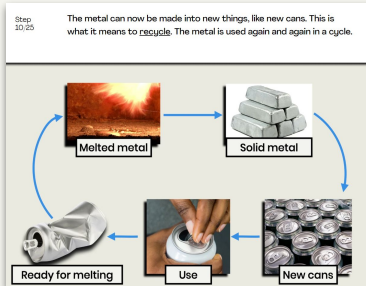 Step
10/25
The metal can now be made into new things, like new cans. This is
what it means to recycle. The metal is used again and again in a cycle.
Melted metal
Solid metal
Ready for melting
Use
New cans